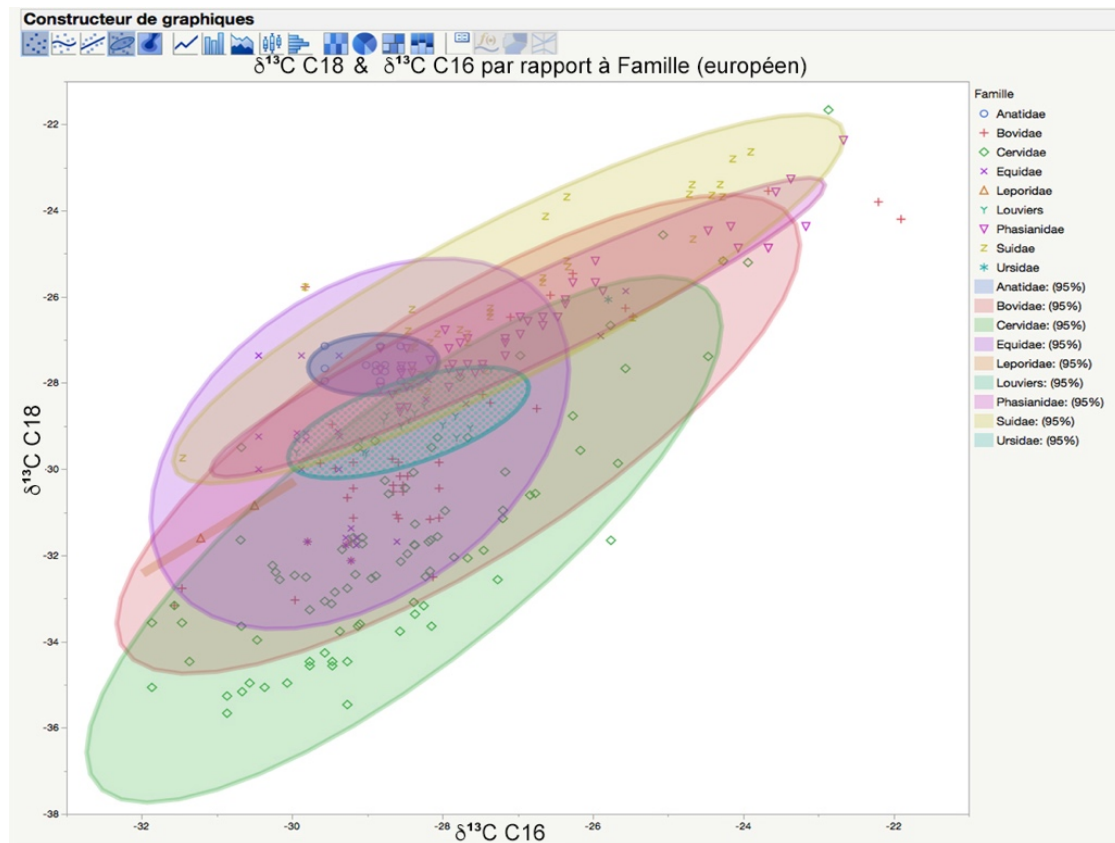 Constructeur de graphiques
δ¹³C C18 & δ¹³C C16 par rapport à Famille (européen)
δ¹³C C18
-22
-24
-26
-28
-30
-32
-34
-36
-38
-32
-30
-28
-26
-24
-22
δ¹³C C16
Famille
Anatidae
Bovidae
Cervidae
Equidae
Leporidae
Louviers
Phasianidae
Suidae
Ursidae
Anatidae: (95%)
Bovidae: (95%)
Cervidae: (95%)
Equidae: (95%)
Leporidae: (95%)
Louviers: (95%)
Phasianidae: (95%)
Suidae: (95%)
Ursidae: (95%)